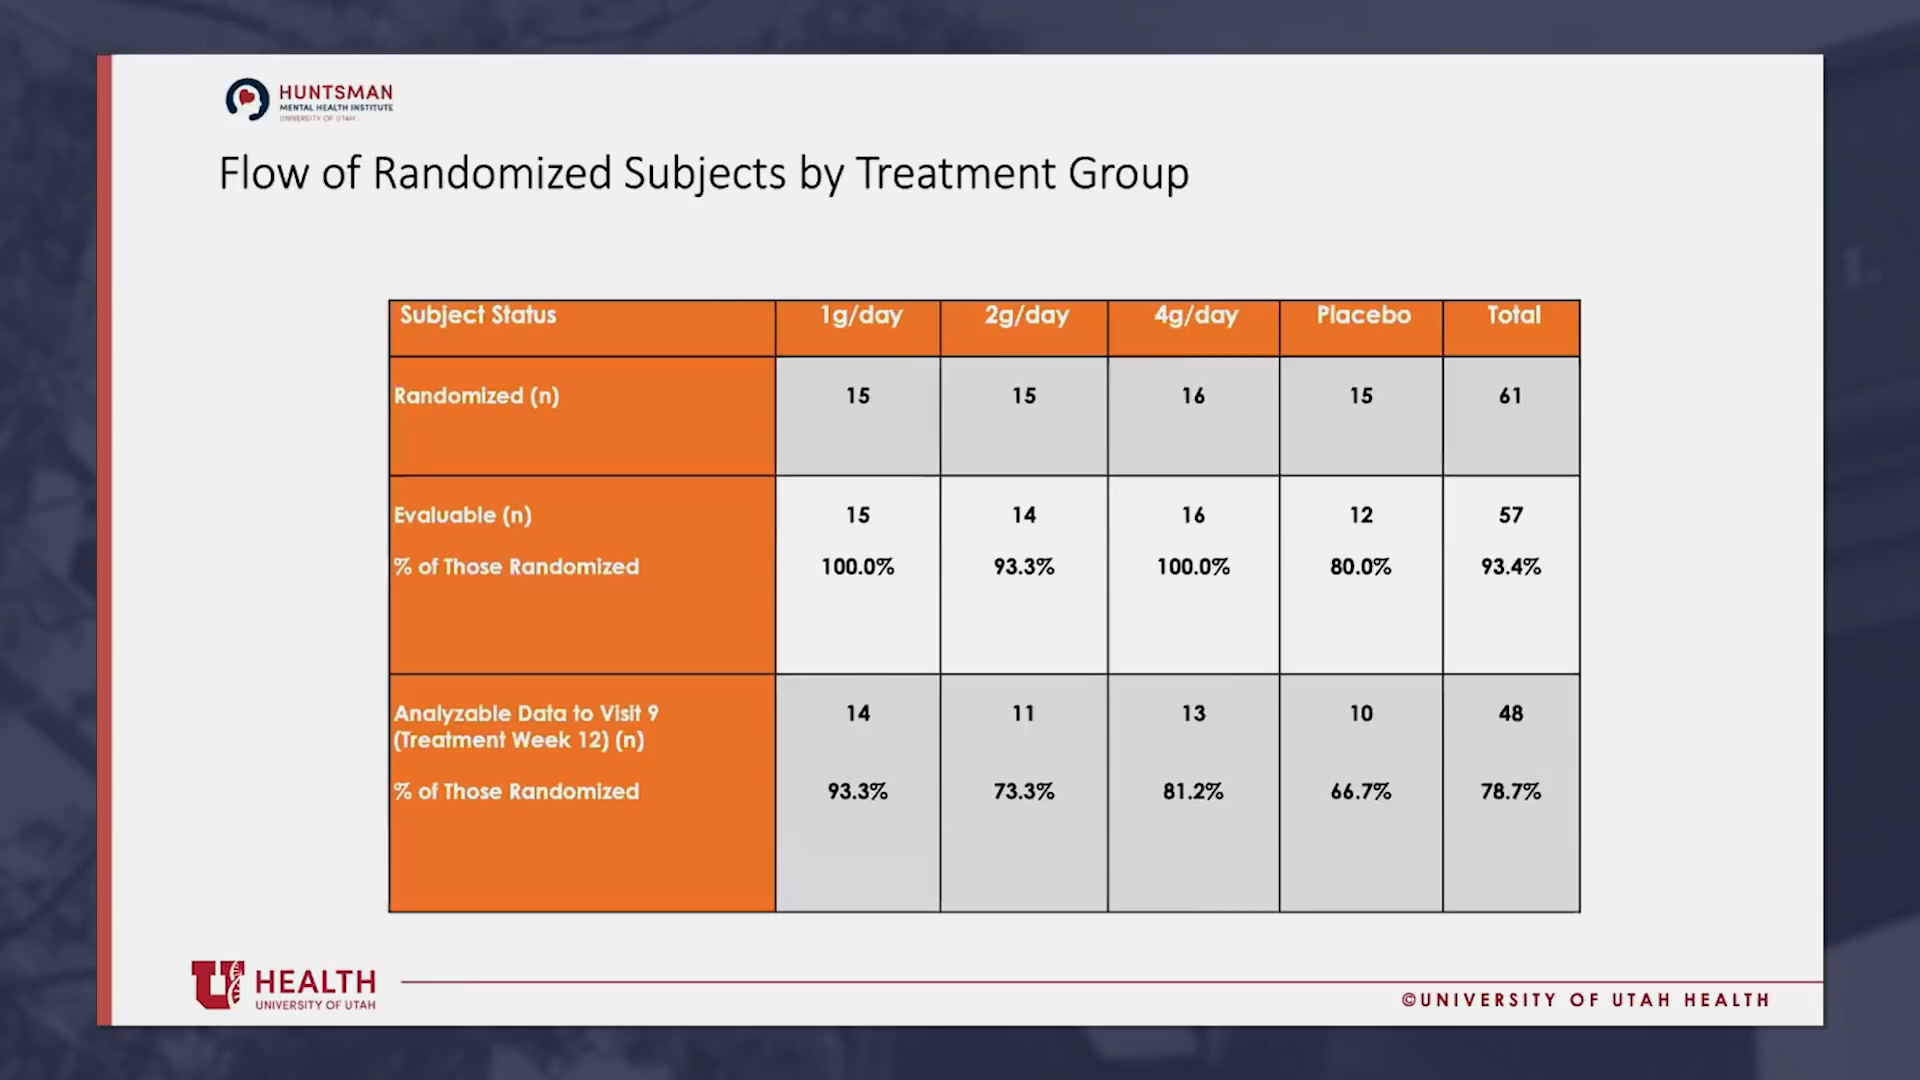 HUNTSMAN
MENTAL HEALTH INSTITUTE
UNIVERSITY OF UTAH
Flow of Randomized Subjects by Treatment Group
Subject Status 1g/day 2g/day 4g/day Placebo Total
Randomized (n) 15 15 16 15 61
Evaluable (n) 15 14 16 12 57
% of Those Randomized 100.0% 93.3% 100.0% 80.0% 93.4%
Analyzable Data to Visit 9 14 11 13 10 48
(Treatment Week 12) (n)
% of Those Randomized 93.3% 73.3% 81.2% 66.7% 78.7%
U HEALTH
UNIVERSITY OF UTAH
©UNIVERSITY OF UTAH HEALTH